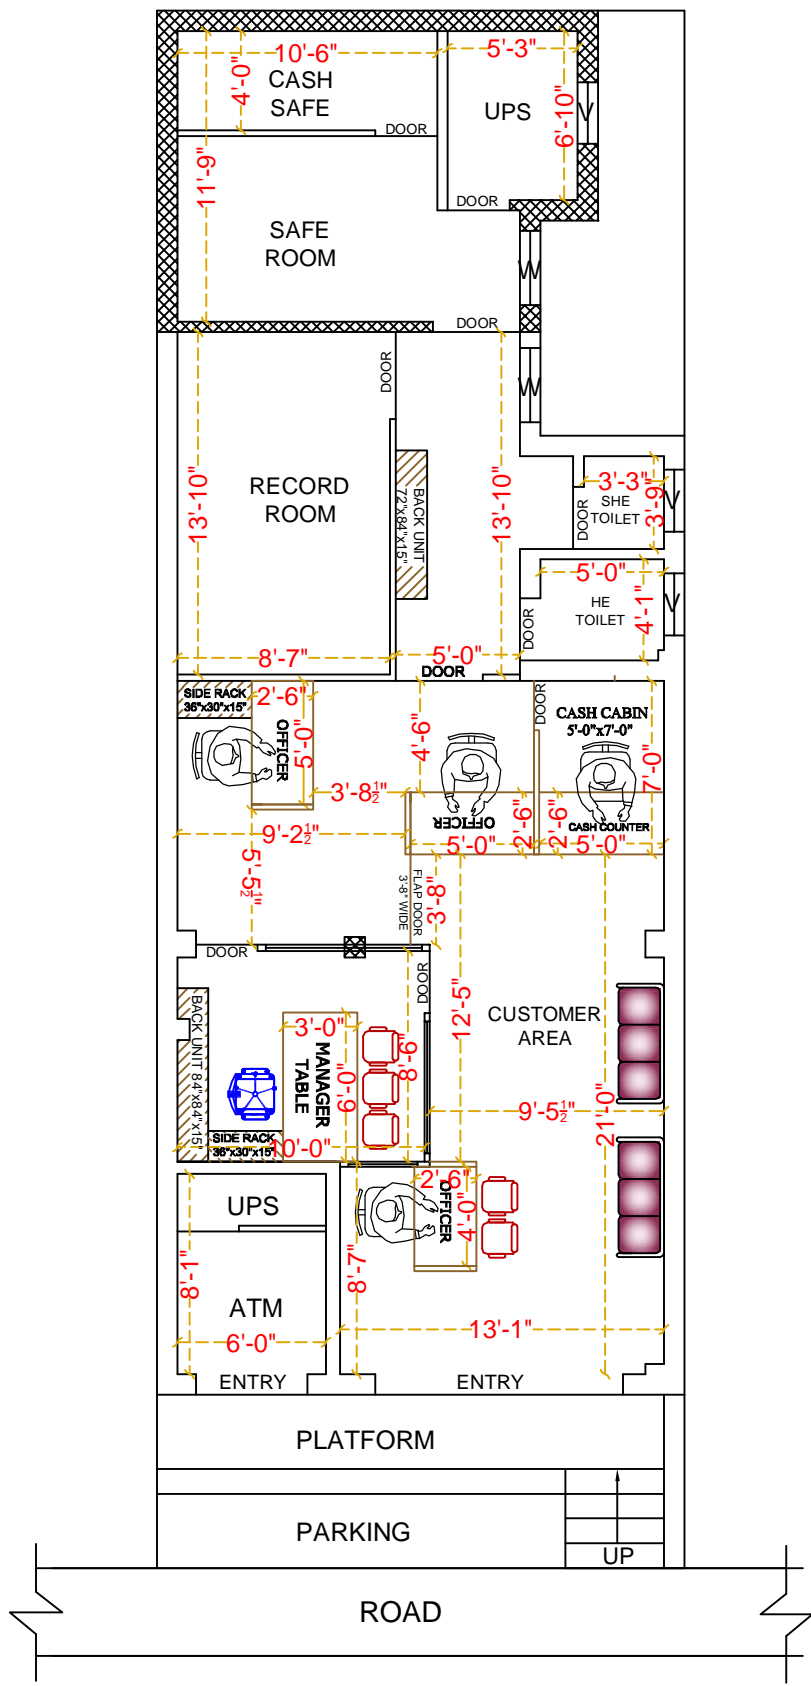 10'-6"
5'-3"
4'-0"
CASH
SAFE
UPS
6'-10"
V
DOOR
11'-9"
DOOR
SAFE
ROOM
W
DOOR
DOOR
W
13'-10"
RECORD
ROOM
BACK UNIT
72"x84"x15"
13'-10"
3'-3"
SHE
TOILET
3'-9"
V
DOOR
5'-0"
HE
TOILET
4'-1"
V
DOOR
8'-7"
5'-0"
DOOR
SIDE RACK
36"x30"x15"
2'-6"
OFFICER
5'-0"
4'-6"
DOOR
CASH CABIN
5'-0"x7'-0"
7'-0"
3'-8½"
OFFICER
2'-6"
2'-6"
CASH COUNTER
9'-2½"
5'-0"
5'-0"
5'-5½"
FLAP DOOR
3'-8" WIDE
3'-8"
DOOR
DOOR
12'-5"
CUSTOMER
AREA
BACK UNIT 84"x84"x15"
3'-0"
MANAGER
TABLE
6'-0"
8'-6"
9'-5½"
21'-0"
SIDE RACK
36"x30"x15"
10'-0"
UPS
2'-6"
OFFICER
4'-0"
8'-1"
8'-7"
ATM
6'-0"
13'-1"
ENTRY
ENTRY
PLATFORM
PARKING
UP
ROAD